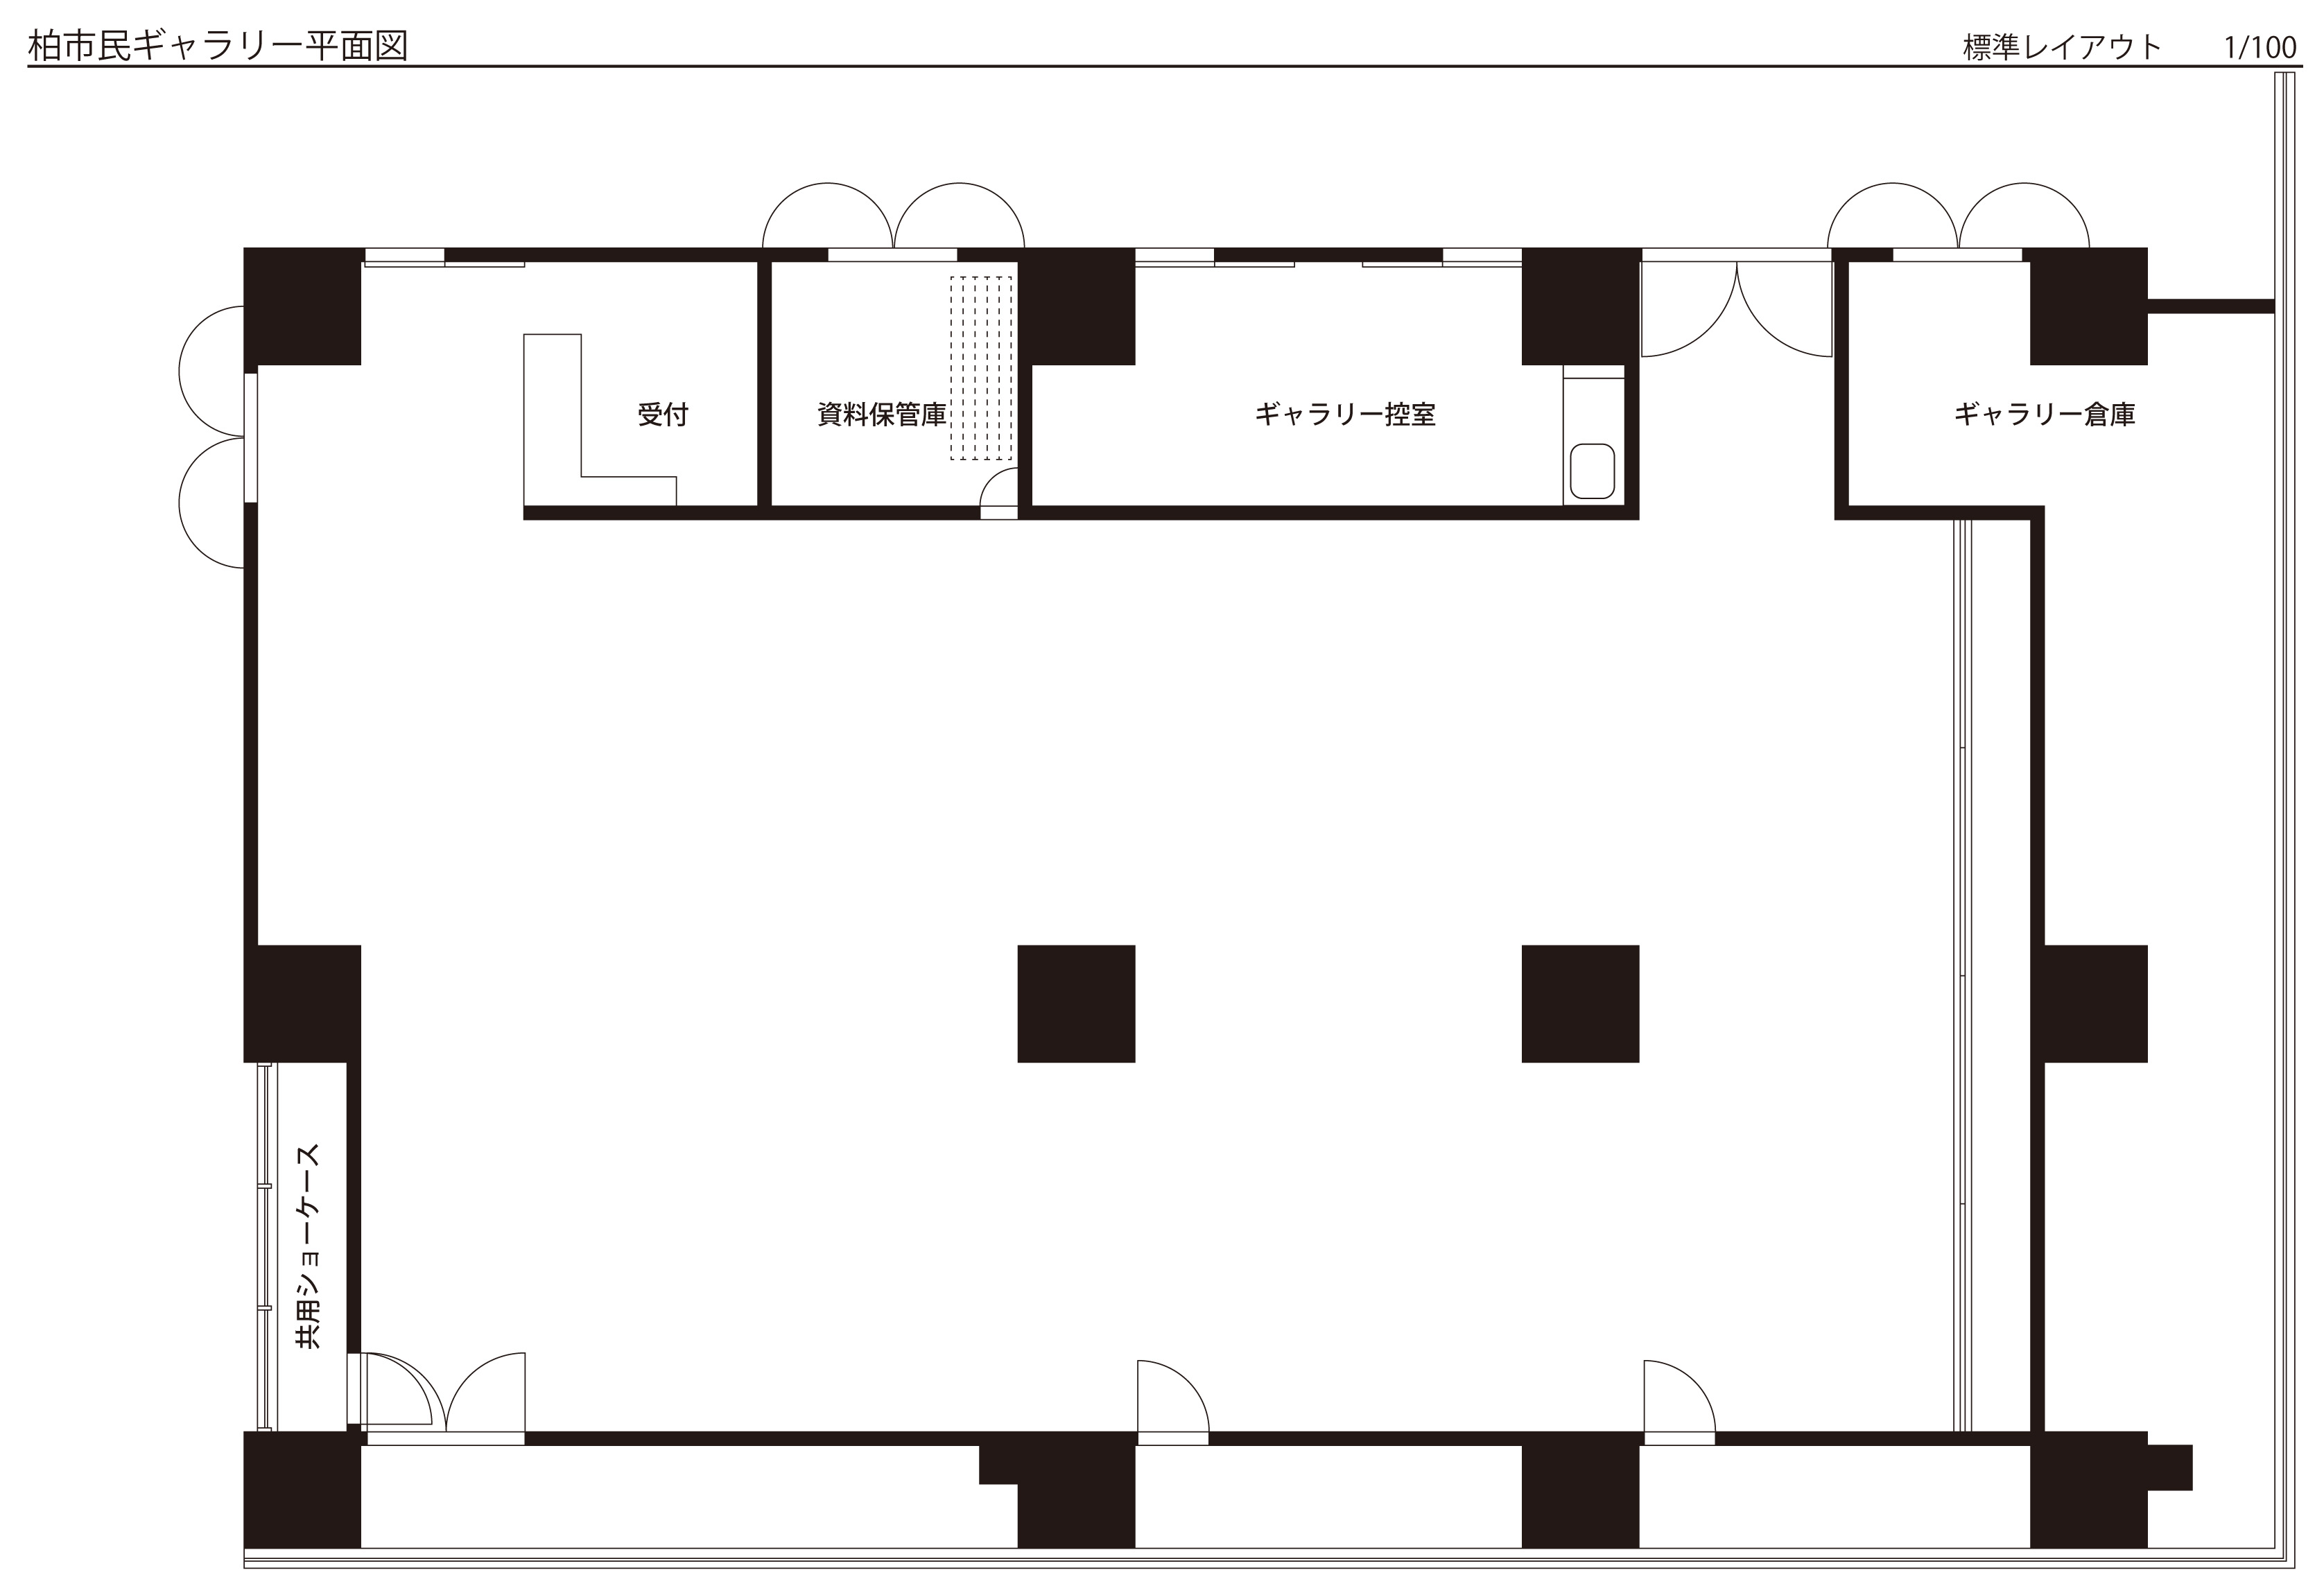 柏市民ギャラリー平面図
標準レイアウト 1/100
受付
資料保管庫
ギャラリー控室
ギャラリー倉庫
共用ショーケース